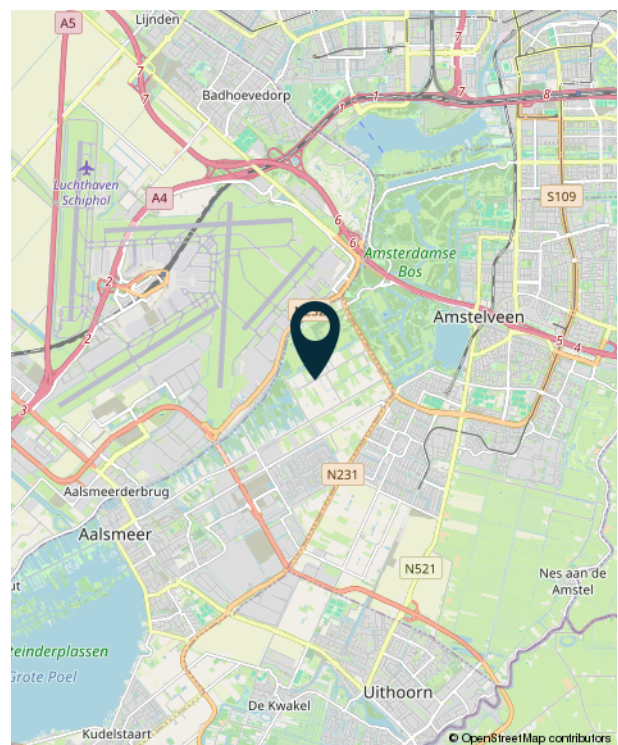 Lijnden
A5
7
7
Badhoevedorp
7
1
1
8
Luchthaven
Schiphol
A4
S109
6
6
Amsterdamse
Bos
2
Amstelveen
2
5
4
3
N231
Aalsmeerderbrug
Aalsmeer
N521
Nes aan de
Amstel
ut
teinderplassen
Grote Poel
Uithoorn
De Kwakel
Kudelstaart
© OpenStreetMap contributors